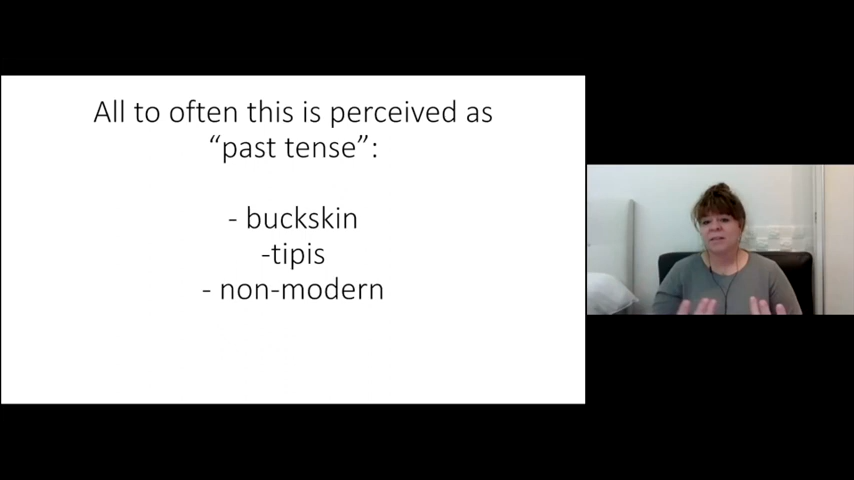 All to often this is perceived as
“past tense”:
- buckskin
-tipis
- non-modern